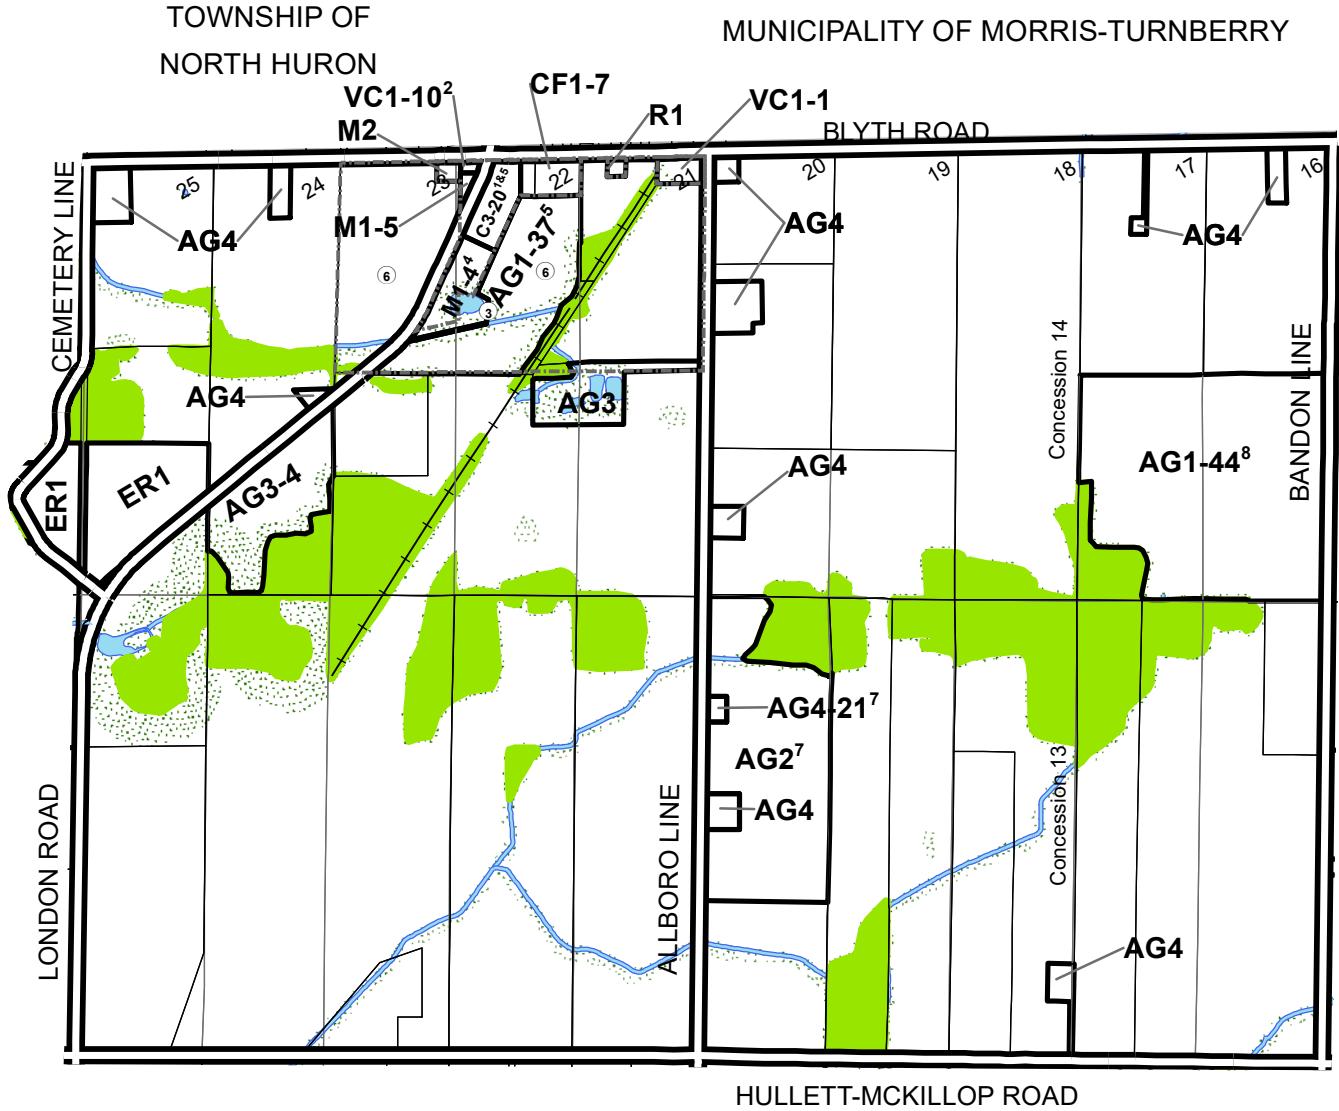 TOWNSHIP OF
NORTH HURON
MUNICIPALITY OF MORRIS-TURNBERRY
CF1-7
VC1-10²
VC1-1
R1
M2
BLYTH ROAD
CEMETERY LINE
25
24
23
22
21
20
19
18
17
16
AG4
M1-5
C3-20¹&⁵
AG1-37⁵
M1-4⁴
6
6
3
AG4
AG4
AG4
AG3
Concession 14
BANDON LINE
ER1
ER1
AG3-4
AG4
AG1-44⁸
AG4-21⁷
AG2⁷
AG4
LONDON ROAD
ALLBORO LINE
Concession 13
AG4
HULLETT-MCKILLOP ROAD